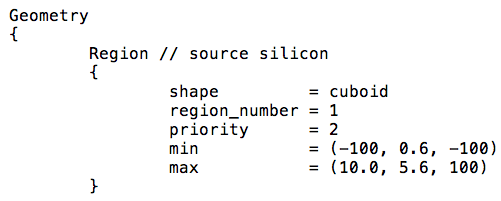 Geometry
{
Region // source silicon
{
shape = cuboid
region_number = 1
priority = 2
min = (-100, 0.6, -100)
max = (10.0, 5.6, 100)
}